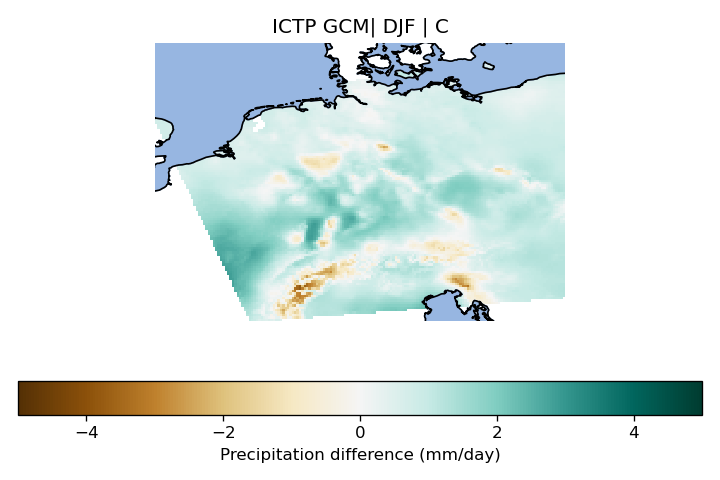 ICTP GCM| DJF | C
−4 −2 0 2 4
Precipitation difference (mm/day)